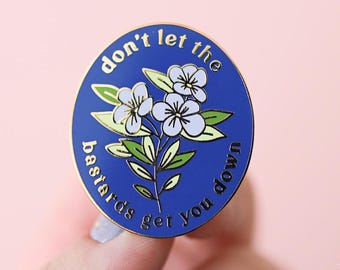 don't let the
bastards get you down